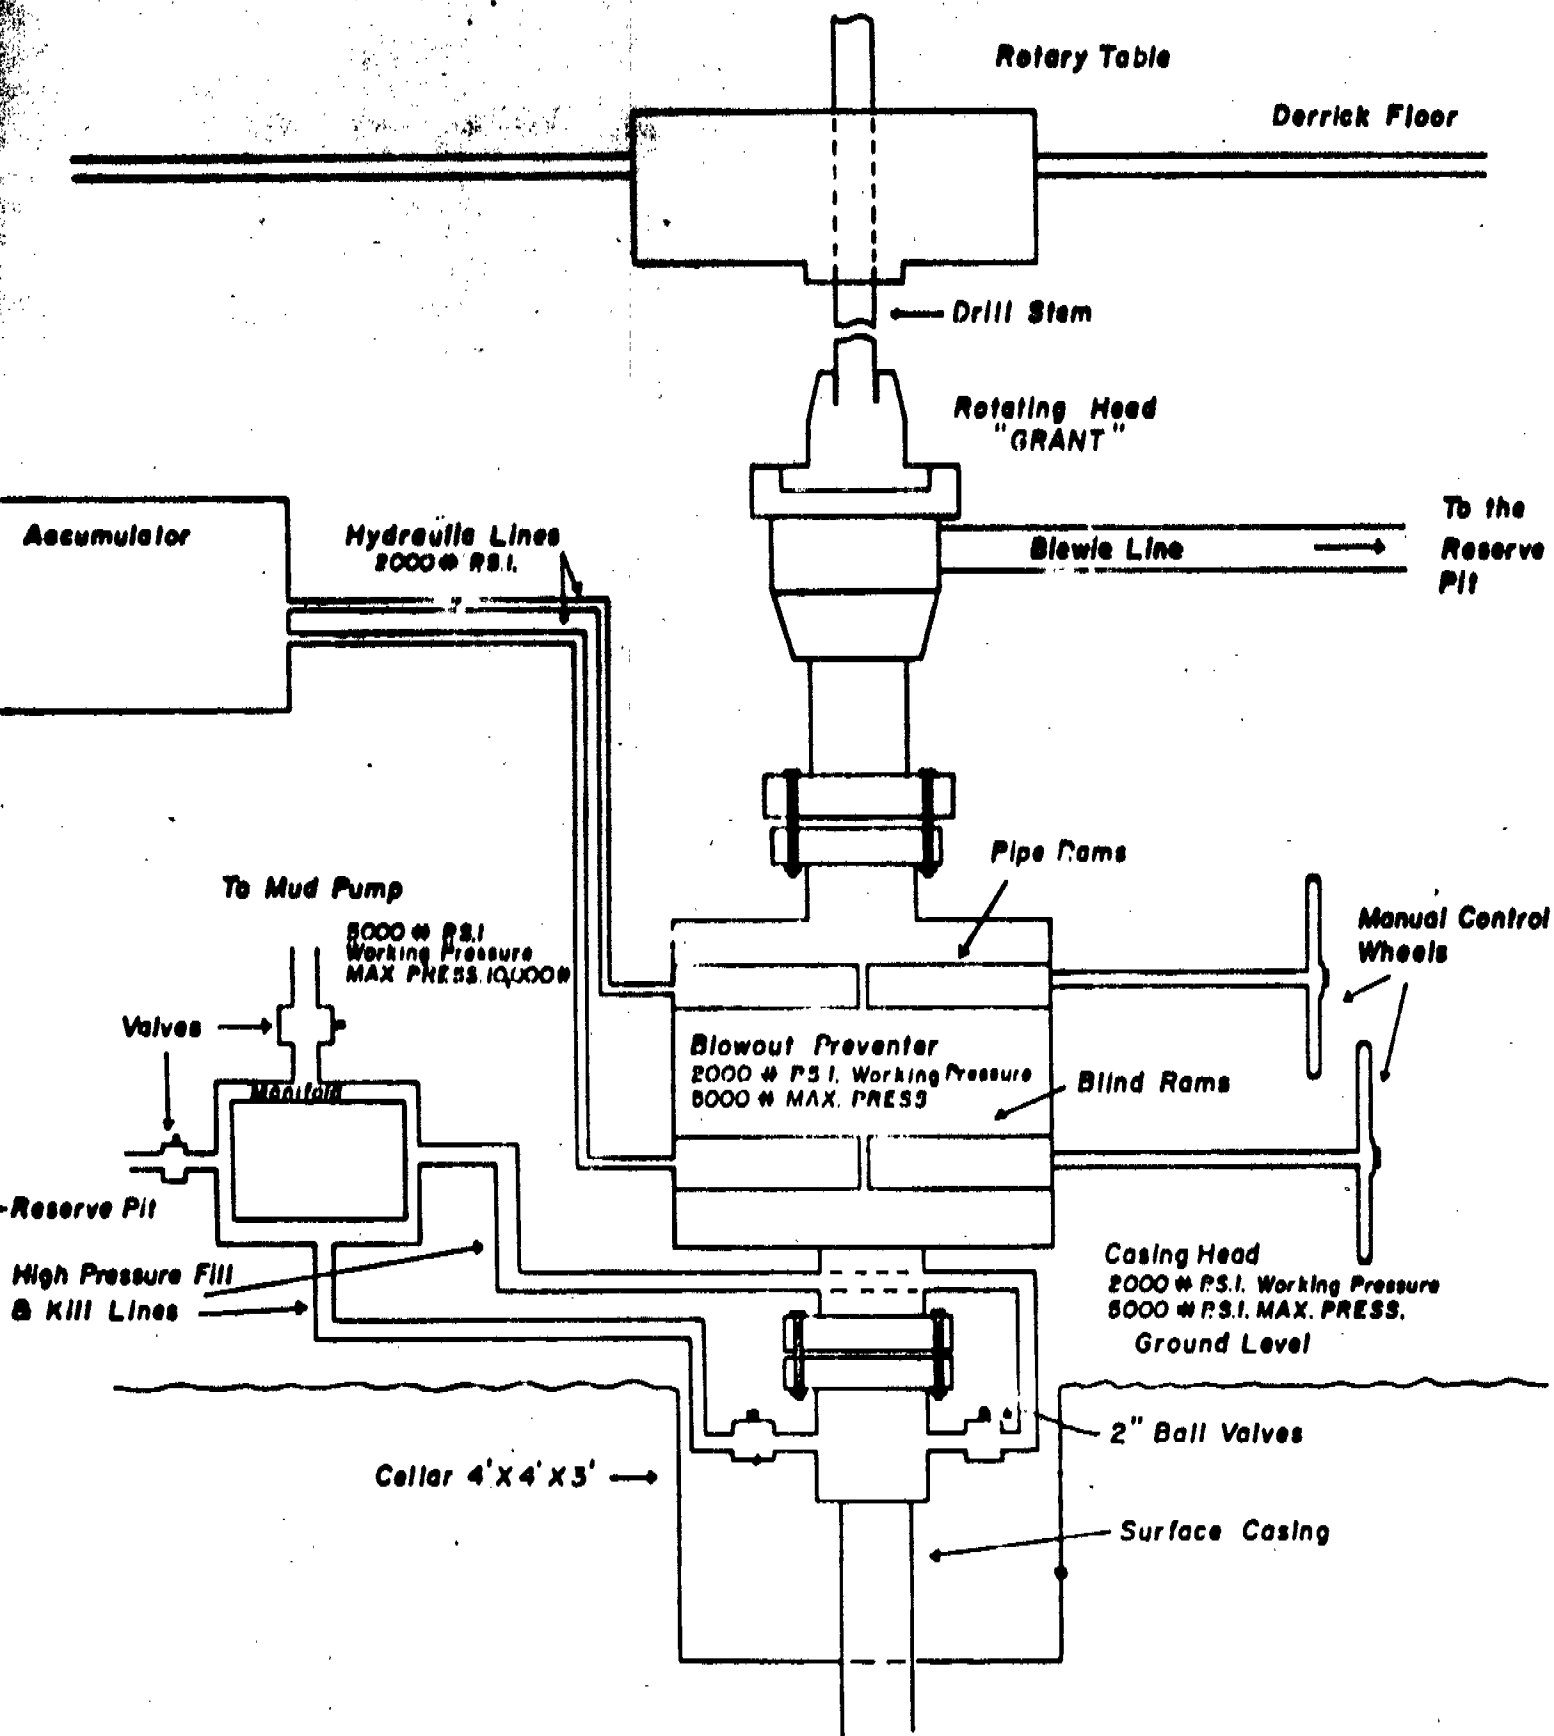 Rotary Table
Derrick Floor
Drill Stem
Rotating Head
"GRANT"
Accumulator
Hydraulic Lines
2000 # P.S.I.
Blewie Line
To the
Reserve
Pit
Pipe Rams
To Mud Pump
5000 # P.S.I
Working Pressure
MAX PRESS. 10,000#
Manual Control
Wheels
Valves
Blowout Preventer
2000 # P.S.I. Working Pressure
5000 # MAX. PRESS
Manifold
Blind Rams
Reserve Pit
High Pressure Fill
& Kill Lines
Casing Head
2000 # P.S.I. Working Pressure
5000 # P.S.I. MAX. PRESS.
Ground Level
2" Ball Valves
Cellar 4' X 4' X 3'
Surface Casing